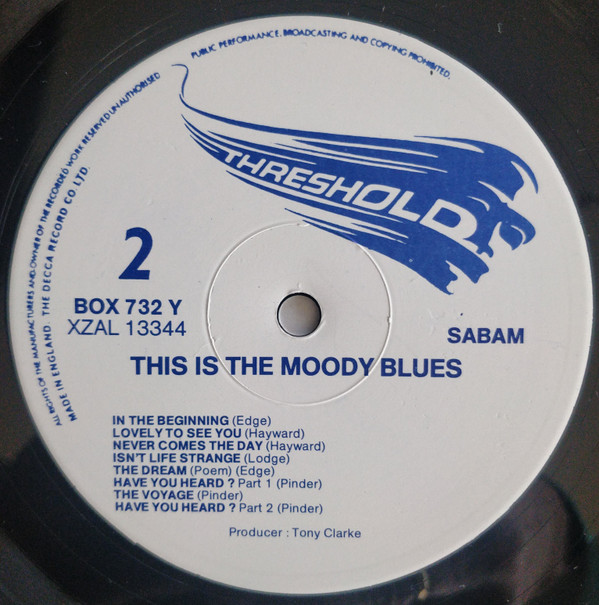 PUBLIC PERFORMANCE, BROADCASTING AND COPYING PROHIBITED.
ALL RIGHTS OF THE MANUFACTURERS AND OWNER OF THE RECORDED WORK RESERVED UNAUTHORISED
MADE IN ENGLAND. THE DECCA RECORD CO LTD.
THRESHOLD
2
BOX 732 Y
XZAL 13344
SABAM
THIS IS THE MOODY BLUES
IN THE BEGINNING (Edge)
LOVELY TO SEE YOU (Hayward)
NEVER COMES THE DAY (Hayward)
ISN'T LIFE STRANGE (Lodge)
THE DREAM (Poem) (Edge)
HAVE YOU HEARD ? Part 1 (Pinder)
THE VOYAGE (Pinder)
HAVE YOU HEARD ? Part 2 (Pinder)
Producer : Tony Clarke